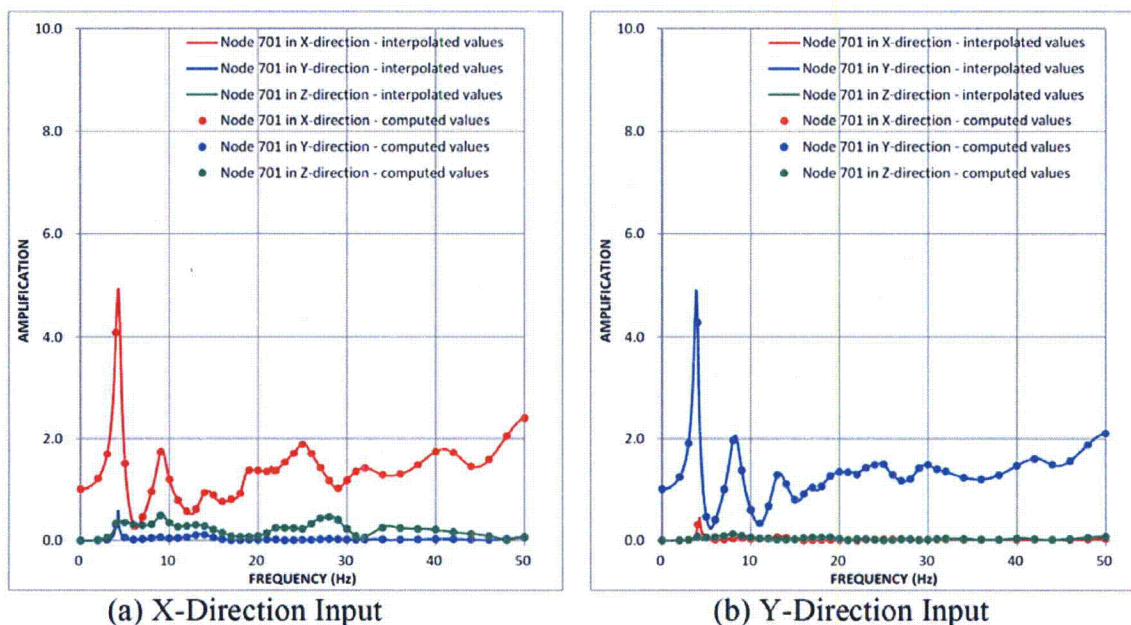 10.0
8.0
6.0
4.0
2.0
0.0
AMPLIFICATION
Node 701 in X-direction - interpolated values
Node 701 in Y-direction - interpolated values
Node 701 in Z-direction - interpolated values
Node 701 in X-direction - computed values
Node 701 in Y-direction - computed values
Node 701 in Z-direction - computed values
0 10 20 30 40 50
FREQUENCY (Hz)
(a) X-Direction Input
10.0
8.0
6.0
4.0
2.0
0.0
AMPLIFICATION
Node 701 in X-direction - interpolated values
Node 701 in Y-direction - interpolated values
Node 701 in Z-direction - interpolated values
Node 701 in X-direction - computed values
Node 701 in Y-direction - computed values
Node 701 in Z-direction - computed values
0 10 20 30 40 50
FREQUENCY (Hz)
(b) Y-Direction Input